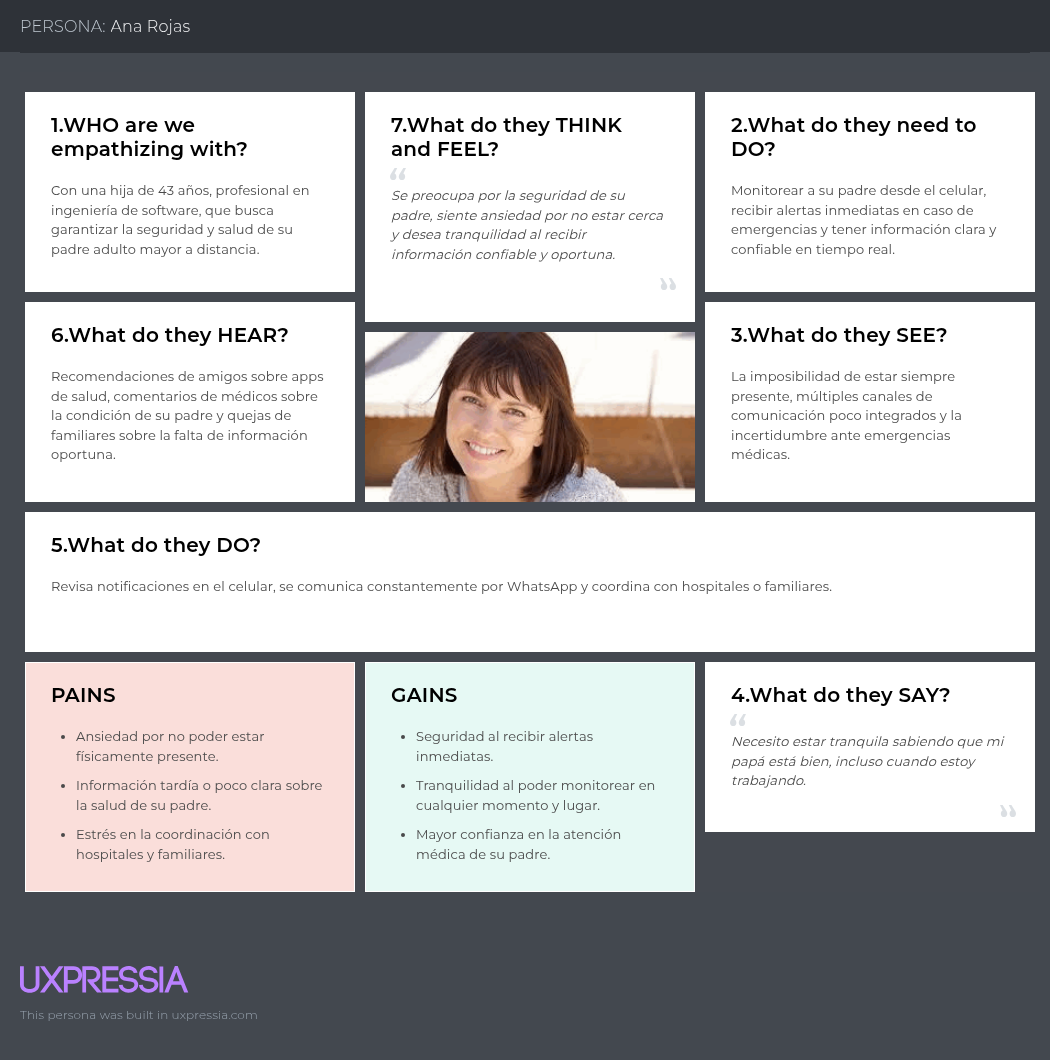 PERSONA: Ana Rojas
1.WHO are we
empathizing with?
Con una hija de 43 años, profesional en
ingeniería de software, que busca
garantizar la seguridad y salud de su
padre adulto mayor a distancia.
7.What do they THINK
and FEEL?
“
Se preocupa por la seguridad de su
padre, siente ansiedad por no estar cerca
y desea tranquilidad al recibir
información confiable y oportuna.
”
2.What do they need to
DO?
Monitorear a su padre desde el celular,
recibir alertas inmediatas en caso de
emergencias y tener información clara y
confiable en tiempo real.
6.What do they HEAR?
Recomendaciones de amigos sobre apps
de salud, comentarios de médicos sobre
la condición de su padre y quejas de
familiares sobre la falta de información
oportuna.
3.What do they SEE?
La imposibilidad de estar siempre
presente, múltiples canales de
comunicación poco integrados y la
incertidumbre ante emergencias
médicas.
5.What do they DO?
Revisa notificaciones en el celular, se comunica constantemente por WhatsApp y coordina con hospitales o familiares.
PAINS
• Ansiedad por no poder estar
físicamente presente.
• Información tardía o poco clara sobre
la salud de su padre.
• Estrés en la coordinación con
hospitales y familiares.
GAINS
• Seguridad al recibir alertas
inmediatas.
• Tranquilidad al poder monitorear en
cualquier momento y lugar.
• Mayor confianza en la atención
médica de su padre.
4.What do they SAY?
“
Necesito estar tranquila sabiendo que mi
papá está bien, incluso cuando estoy
trabajando.
”
UXPRESSIA
This persona was built in uxpressia.com